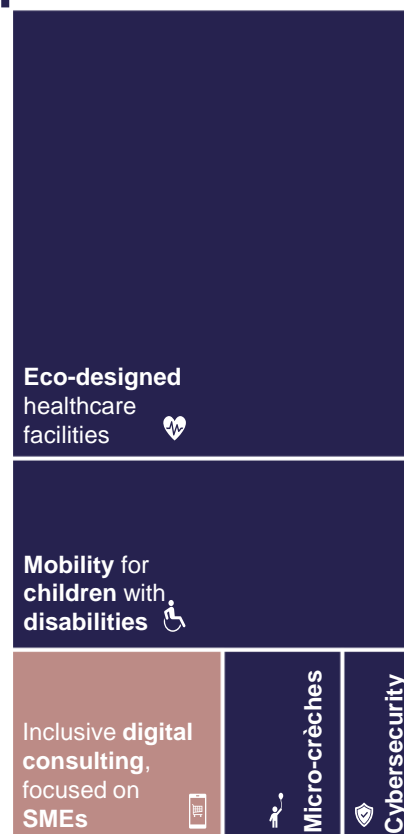 Eco-designed
healthcare
facilities
Mobility for
children with
disabilities
Inclusive digital
consulting,
focused on
SMEs
Micro-crèches
Cybersecurity